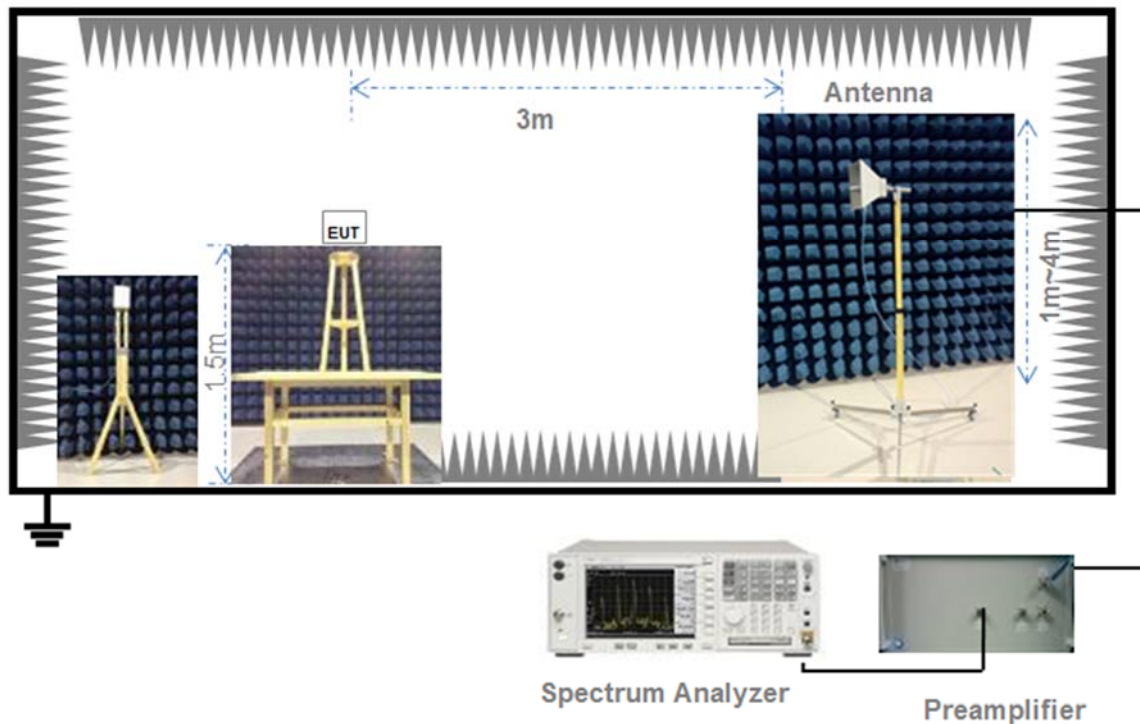 Antenna
3m
EUT
1.5m
1m~4m
Spectrum Analyzer
Preamplifier